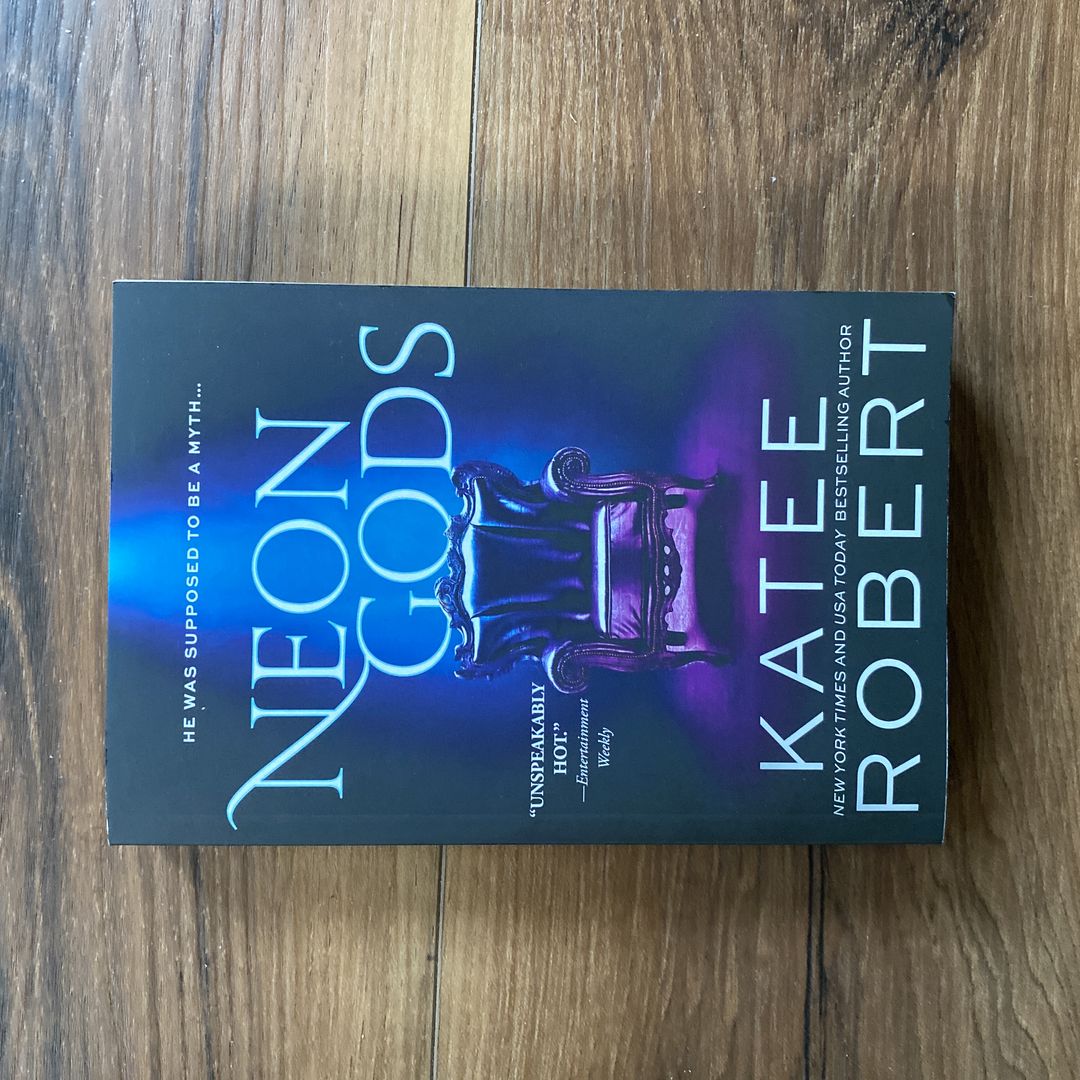 HE WAS SUPPOSED TO BE A MYTH...
NEON
GODS
“UNSPEAKABLY
HOT.”
—Entertainment
Weekly
KATEE
NEW YORK TIMES AND USA TODAY BESTSELLING AUTHOR
ROBERT